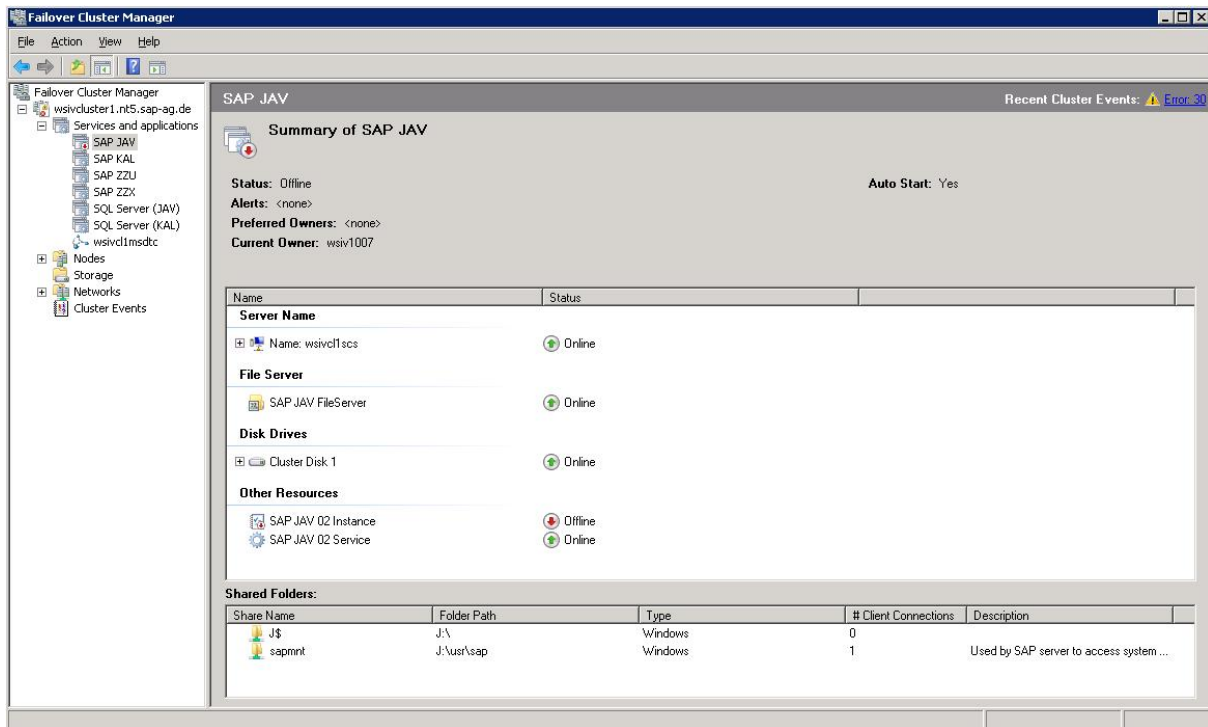 Failover Cluster Manager
File Action View Help
Failover Cluster Manager
wsivcluster1.nt5.sap-ag.de
Services and applications
SAP JAV
SAP KAL
SAP ZZU
SAP ZZX
SQL Server (JAV)
SQL Server (KAL)
wsivcl1msdtc
Nodes
Storage
Networks
Cluster Events
SAP JAV Recent Cluster Events: Error: 30
Summary of SAP JAV
Status: Offline Auto Start: Yes
Alerts: <none>
Preferred Owners: <none>
Current Owner: wsiv1007
Name Status
Server Name
Name: wsivcl1scs Online
File Server
SAP JAV FileServer Online
Disk Drives
Cluster Disk 1 Online
Other Resources
SAP JAV 02 Instance Offline
SAP JAV 02 Service Online
Shared Folders:
Share Name Folder Path Type # Client Connections Description
J$ J:\ Windows 0
sapmnt J:\usr\sap Windows 1 Used by SAP server to access system ...